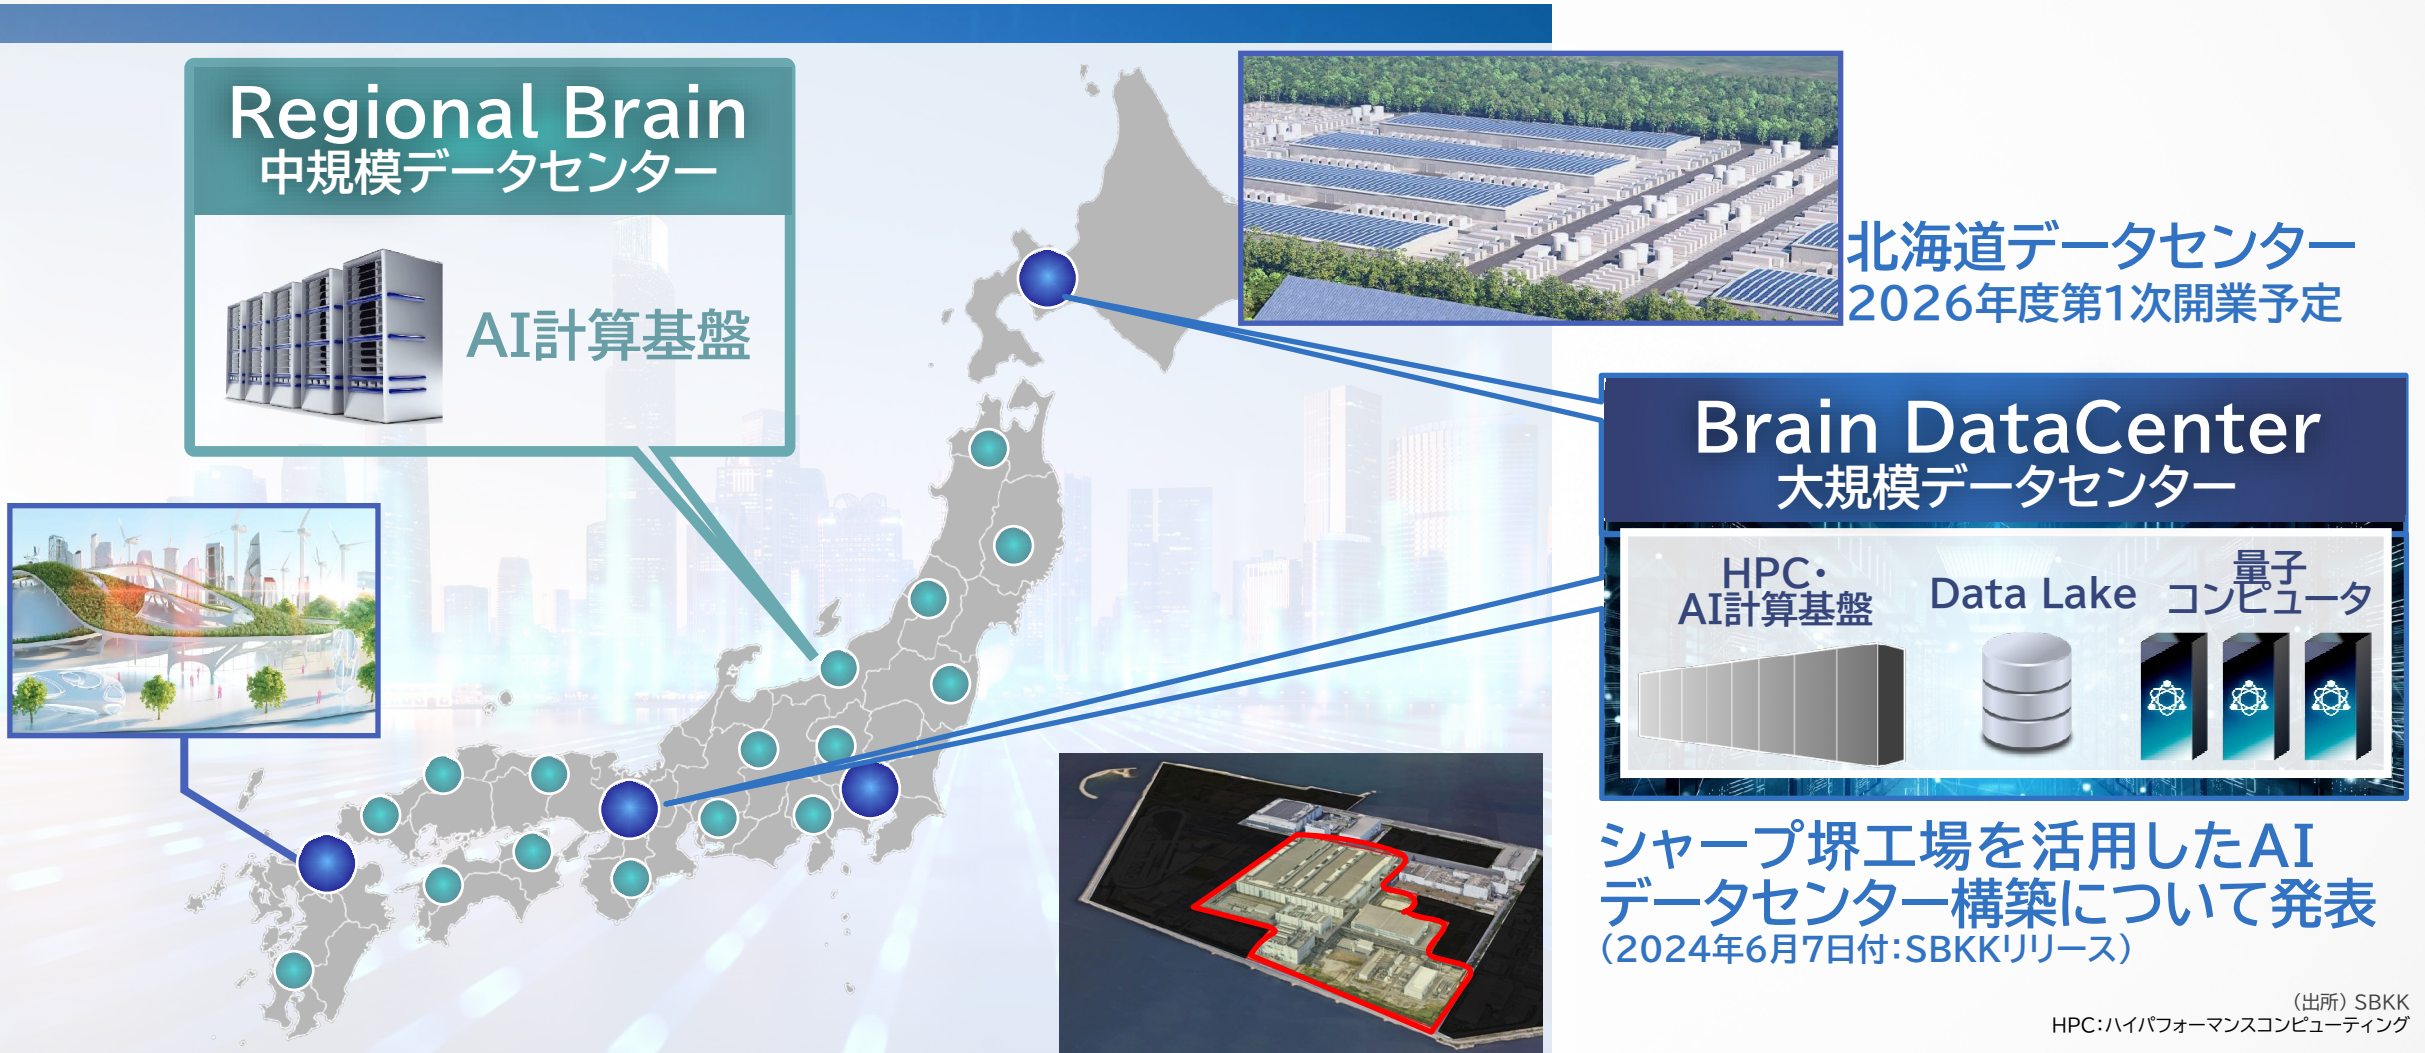 Regional Brain
中規模データセンター
AI計算基盤
北海道データセンター
2026年度第1次開業予定
Brain DataCenter
大規模データセンター
HPC・
AI計算基盤
Data Lake
量子
コンピュータ
シャープ堺工場を活用したAI
データセンター構築について発表
（2024年6月7日付：SBKKリリース）
（出所）SBKK
HPC：ハイパフォーマンスコンピューティング